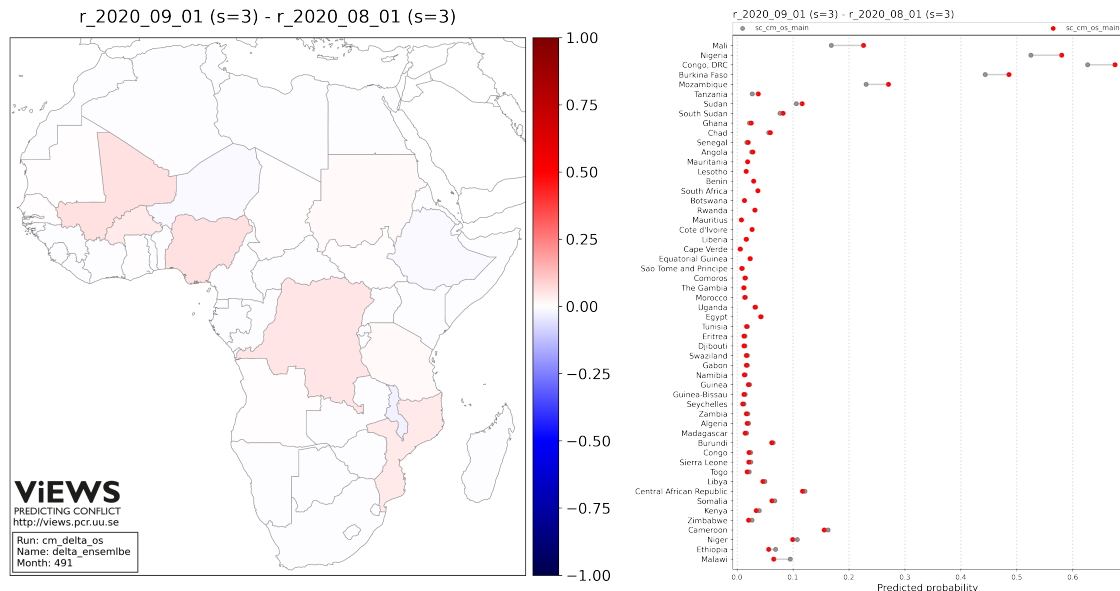 r_2020_09_01 (s=3) - r_2020_08_01 (s=3)
1.00
0.75
0.50
0.25
0.00
−0.25
−0.50
−0.75
−1.00
ViEWS
PREDICTING CONFLICT
http://views.pcr.uu.se
Run: cm_delta_os
Name: delta_ensemlbe
Month: 491
r_2020_09_01 (s=3) - r_2020_08_01 (s=3)
sc_cm_os_main sc_cm_os_main
Mali
Nigeria
Congo, DRC
Burkina Faso
Mozambique
Tanzania
Sudan
South Sudan
Ghana
Chad
Senegal
Angola
Mauritania
Lesotho
Benin
South Africa
Botswana
Rwanda
Mauritius
Cote d'Ivoire
Liberia
Cape Verde
Equatorial Guinea
Sao Tome and Principe
Comoros
The Gambia
Morocco
Uganda
Egypt
Tunisia
Eritrea
Djibouti
Swaziland
Gabon
Namibia
Guinea
Guinea-Bissau
Seychelles
Zambia
Algeria
Madagascar
Burundi
Congo
Sierra Leone
Togo
Libya
Central African Republic
Somalia
Kenya
Zimbabwe
Cameroon
Niger
Ethiopia
Malawi
0.0 0.1 0.2 0.3 0.4 0.5 0.6
Predicted probability